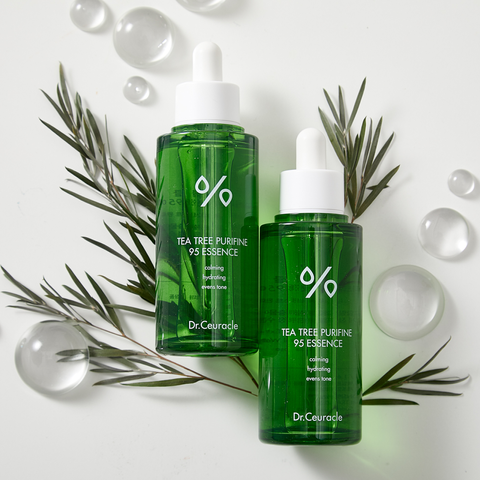 TEA TREE PURIFINE
95 ESSENCE
calming
hydrating
evens tone
Dr.Ceuracle
TEA TREE PURIFINE
95 ESSENCE
calming
hydrating
evens tone
Dr.Ceuracle